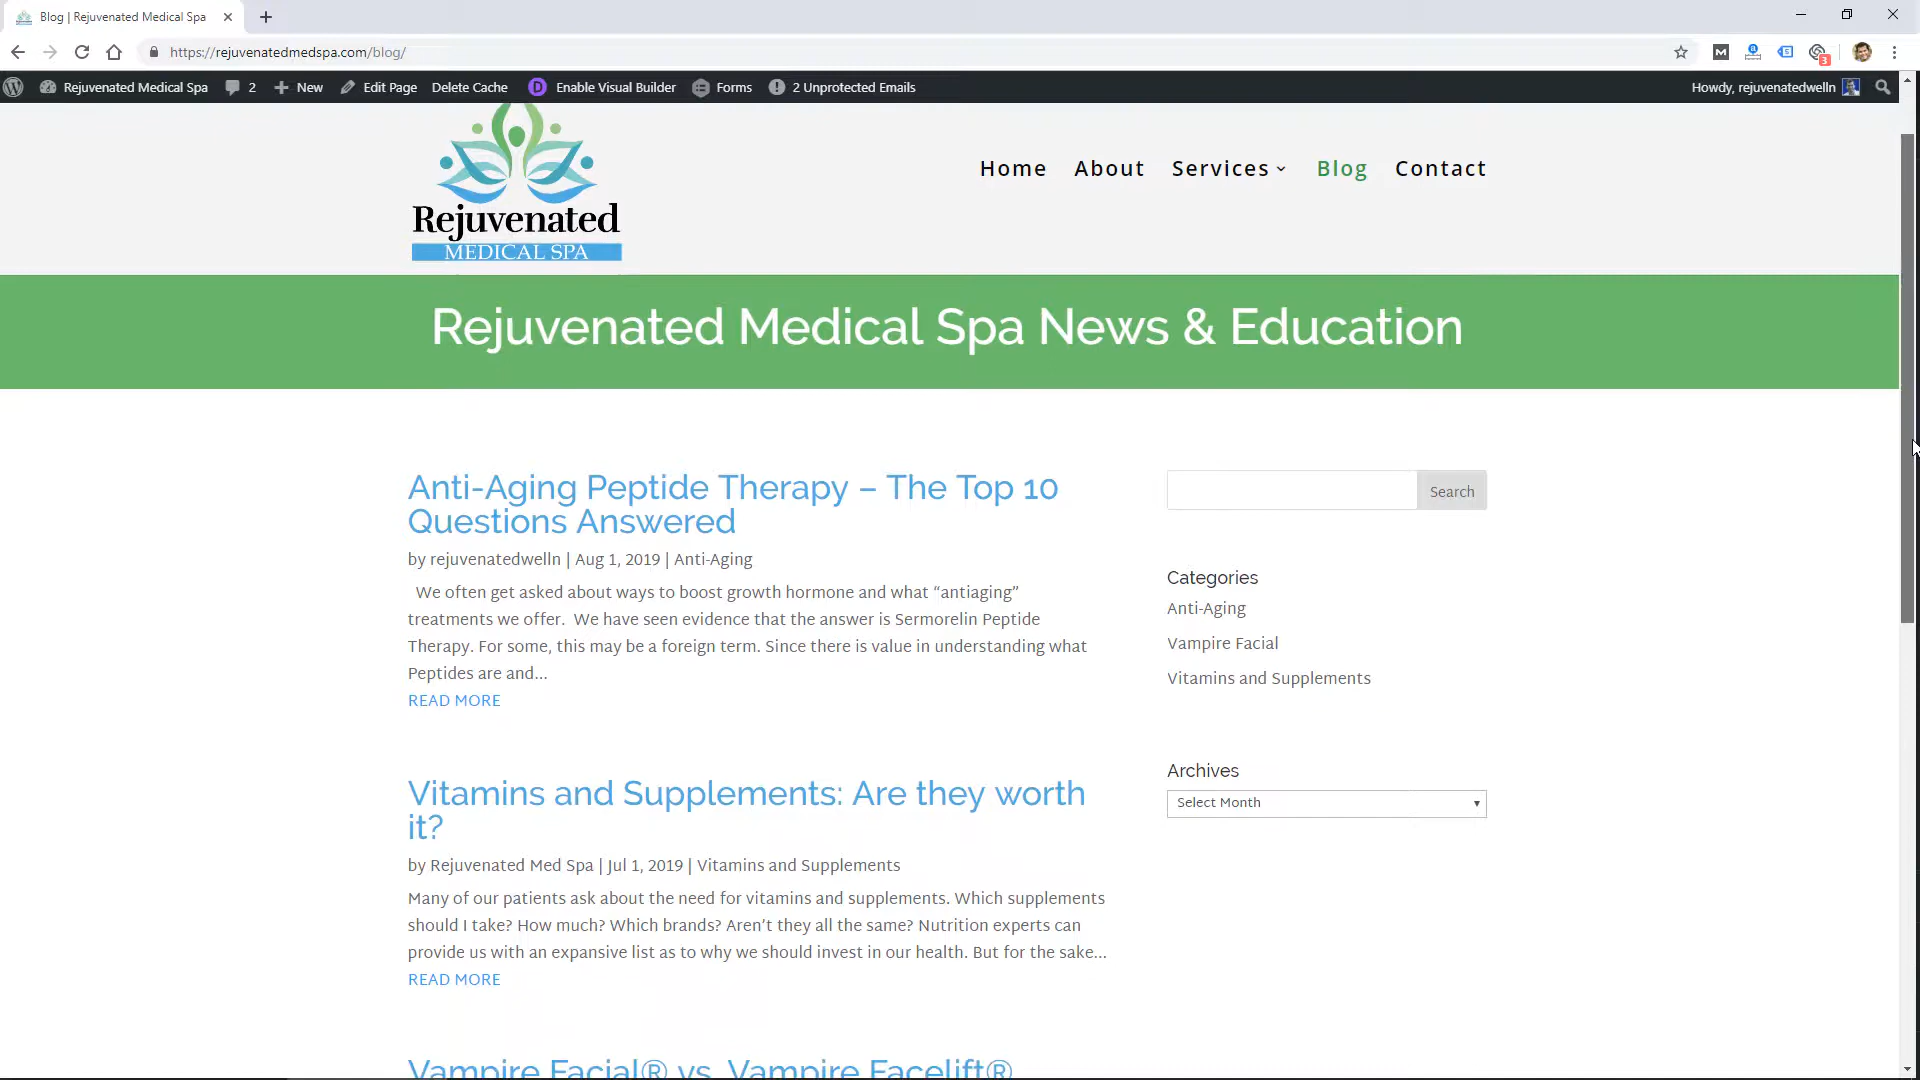 Blog | Rejuvenated Medical Spa
https://rejuvenatedmedspa.com/blog/
M
3
Rejuvenated Medical Spa 2 New Edit Page Delete Cache D Enable Visual Builder Forms 2 Unprotected Emails Howdy, rejuvenatedwelln
Rejuvenated
MEDICAL SPA
Home About Services Blog Contact
Rejuvenated Medical Spa News & Education
Anti-Aging Peptide Therapy – The Top 10
Questions Answered
by rejuvenatedwelln | Aug 1, 2019 | Anti-Aging
We often get asked about ways to boost growth hormone and what “antiaging”
treatments we offer.  We have seen evidence that the answer is Sermorelin Peptide
Therapy. For some, this may be a foreign term. Since there is value in understanding what
Peptides are and...
READ MORE
Vitamins and Supplements: Are they worth
it?
by Rejuvenated Med Spa | Jul 1, 2019 | Vitamins and Supplements
Many of our patients ask about the need for vitamins and supplements. Which supplements
should I take? How much? Which brands? Aren’t they all the same? Nutrition experts can
provide us with an expansive list as to why we should invest in our health. But for the sake...
READ MORE
Vampire Facial® vs. Vampire Facelift®
Search
Categories
Anti-Aging
Vampire Facial
Vitamins and Supplements
Archives
Select Month